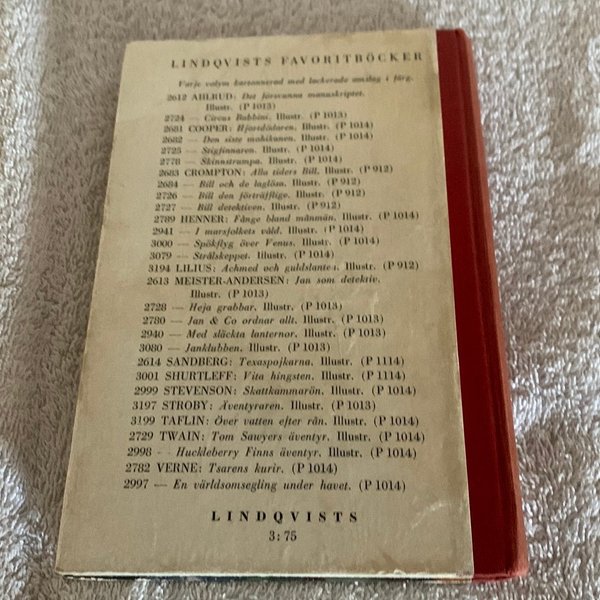 LINDQVISTS FAVORITBÖCKER
Varje volym kartonnerad med lackerade omslag i färg.
2612 AHLRUD: Det försvunna manuskriptet.
Illustr. (P 1013)
2724 — Circus Babbini. Illustr. (P 1013)
2681 COOPER: Hjortdödaren. Illustr. (P 1014)
2682 — Den siste mohikanen. Illustr. (P 1014)
2725 — Stigfinnaren. Illustr. (P 1014)
2778 — Skinnstrumpa. Illustr. (P 1014)
2683 CROMPTON: Alla tiders Bill. Illustr. (P 912)
2684 — Bill och de laglösa. Illustr. (P 912)
2726 — Bill den förträfflige. Illustr. (P 912)
2727 — Bill detektiven. Illustr. (P 912)
2789 HENNER: Fånge bland månmän. Illustr. (P 1014)
2941 — I marsfolkets våld. Illustr. (P 1014)
3000 — Spökflyg över Venus. Illustr. (P 1014)
3079 — Strålskeppet. Illustr. (P 1014)
3194 LILIUS: Achmed och guldslanten. Illustr. (P 912)
2613 MEISTER-ANDERSEN: Jan som detektiv.
Illustr. (P 1013)
2728 — Heja grabbar. Illustr. (P 1013)
2780 — Jan & Co ordnar allt. Illustr. (P 1013)
2940 — Med släckta lanternor. Illustr. (P 1013)
3080 — Janklubben. Illustr. (P 1013)
2614 SANDBERG: Texaspojkarna. Illustr. (P 1114)
3001 SHURTLEFF: Vita hingsten. Illustr. (P 1114)
2999 STEVENSON: Skattkammarön. Illustr. (P 1014)
3197 STROBY: Äventyraren. Illustr. (P 1013)
3199 TAFLIN: Över vatten efter rån. Illustr. (P 1014)
2729 TWAIN: Tom Sawyers äventyr. Illustr. (P 1014)
2998 — Huckleberry Finns äventyr. Illustr. (P 1014)
2782 VERNE: Tsarens kurir. (P 1014)
2997 — En världsomsegling under havet. (P 1014)
LINDQVISTS
3:75